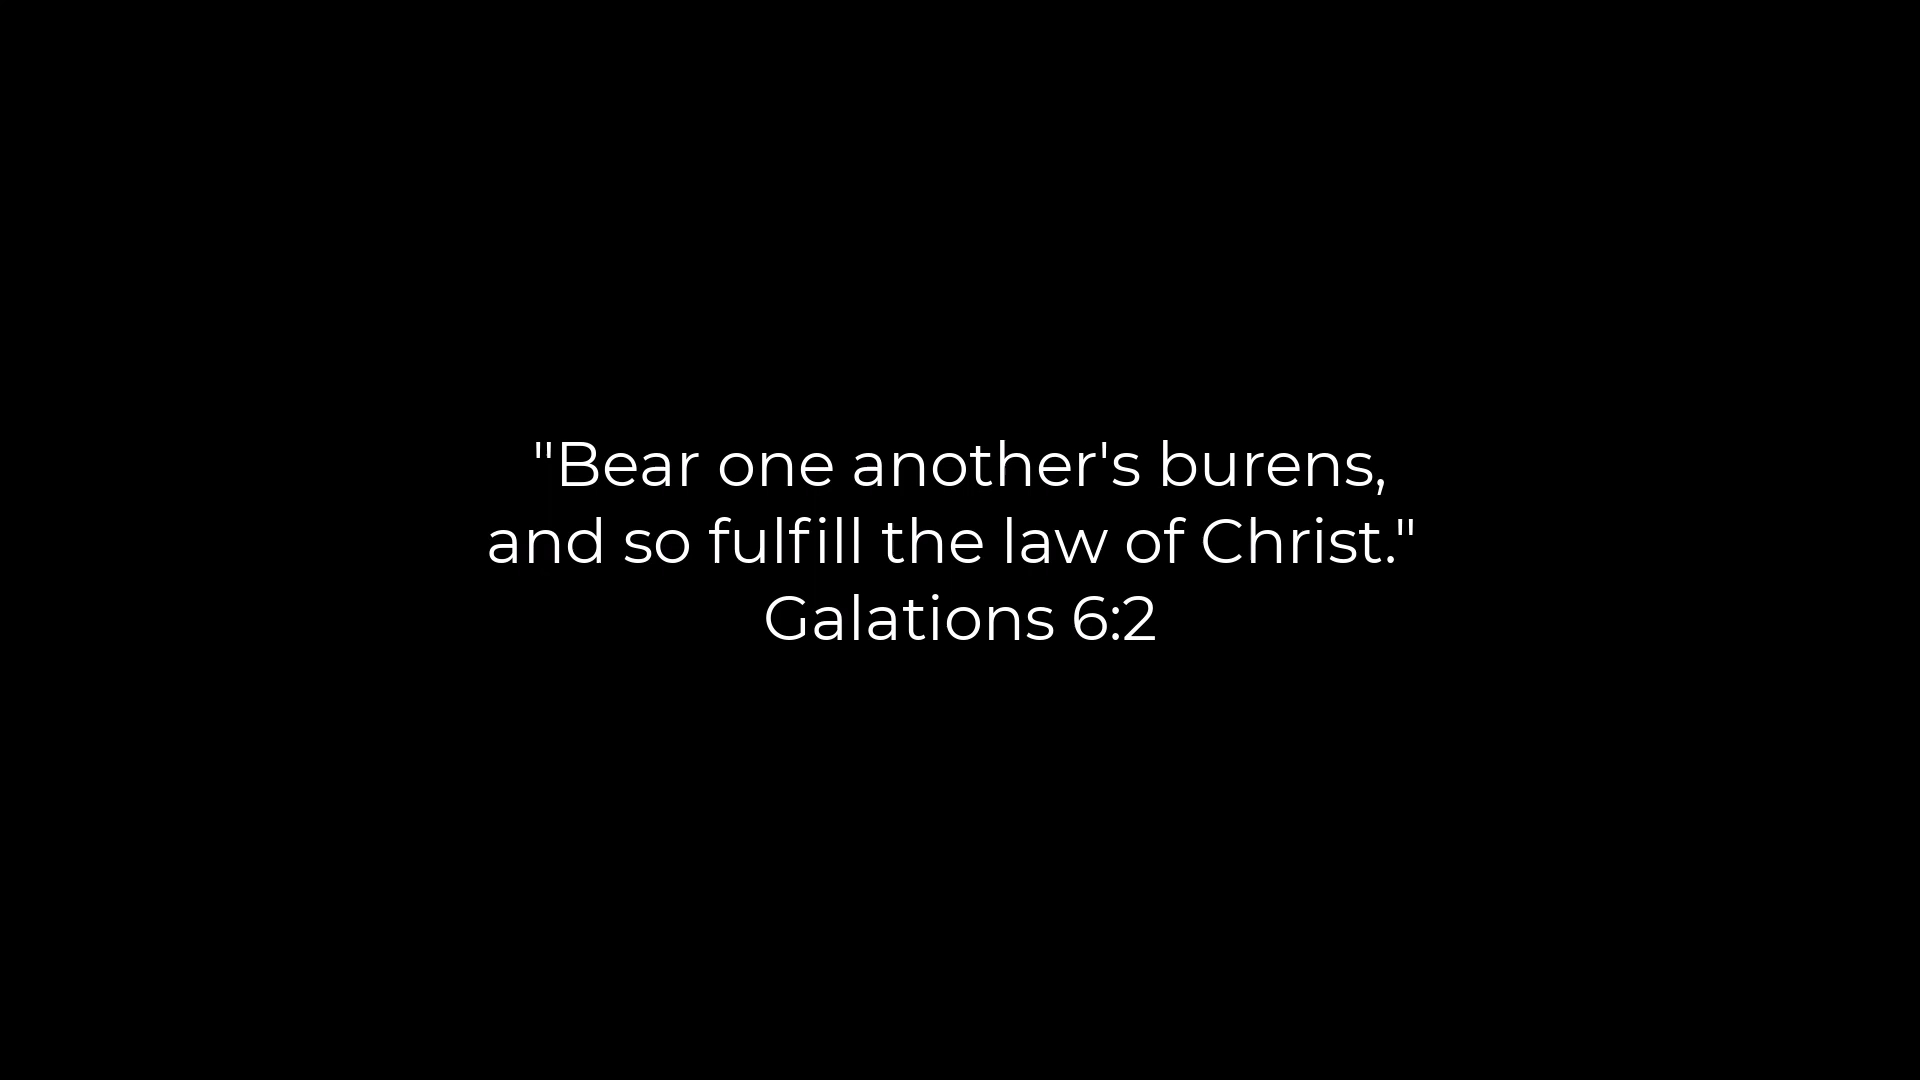 "Bear one another's burens,
and so fulfill the law of Christ."
Galations 6:2